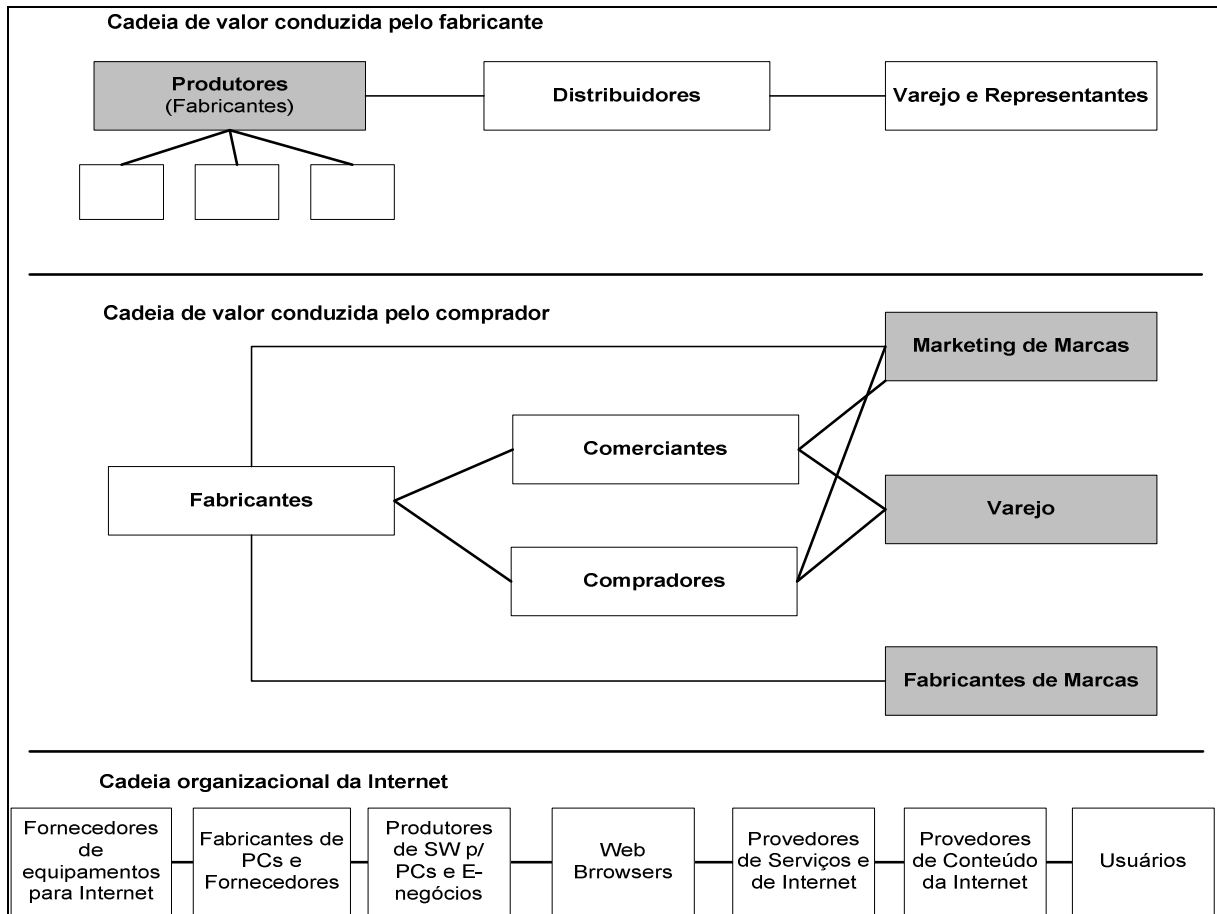 Cadeia de valor conduzida pelo fabricante
Produtores
(Fabricantes)
Distribuidores
Varejo e Representantes
Cadeia de valor conduzida pelo comprador
Marketing de Marcas
Comerciantes
Fabricantes
Varejo
Compradores
Fabricantes de Marcas
Cadeia organizacional da Internet
Fornecedores
de
equipamentos
para Internet
Fabricantes de
PCs e
Fornecedores
Produtores
de SW p/
PCs e E-
negócios
Web
Brrowsers
Provedores
de Serviços e
de Internet
Provedores
de Conteúdo
da Internet
Usuários